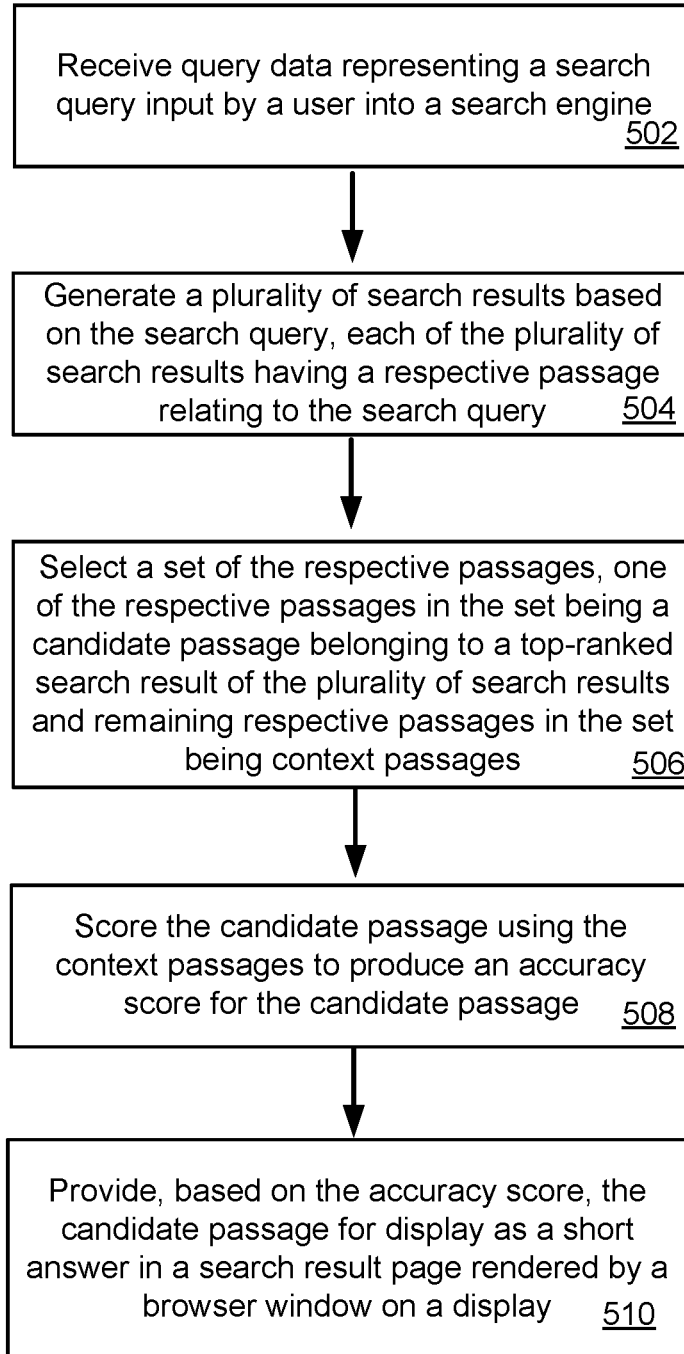 Receive query data representing a search
query input by a user into a search engine
502
Generate a plurality of search results based
on the search query, each of the plurality of
search results having a respective passage
relating to the search query 504
Select a set of the respective passages, one
of the respective passages in the set being a
candidate passage belonging to a top-ranked
search result of the plurality of search results
and remaining respective passages in the set
being context passages 506
Score the candidate passage using the
context passages to produce an accuracy
score for the candidate passage 508
Provide, based on the accuracy score, the
candidate passage for display as a short
answer in a search result page rendered by a
browser window on a display 510